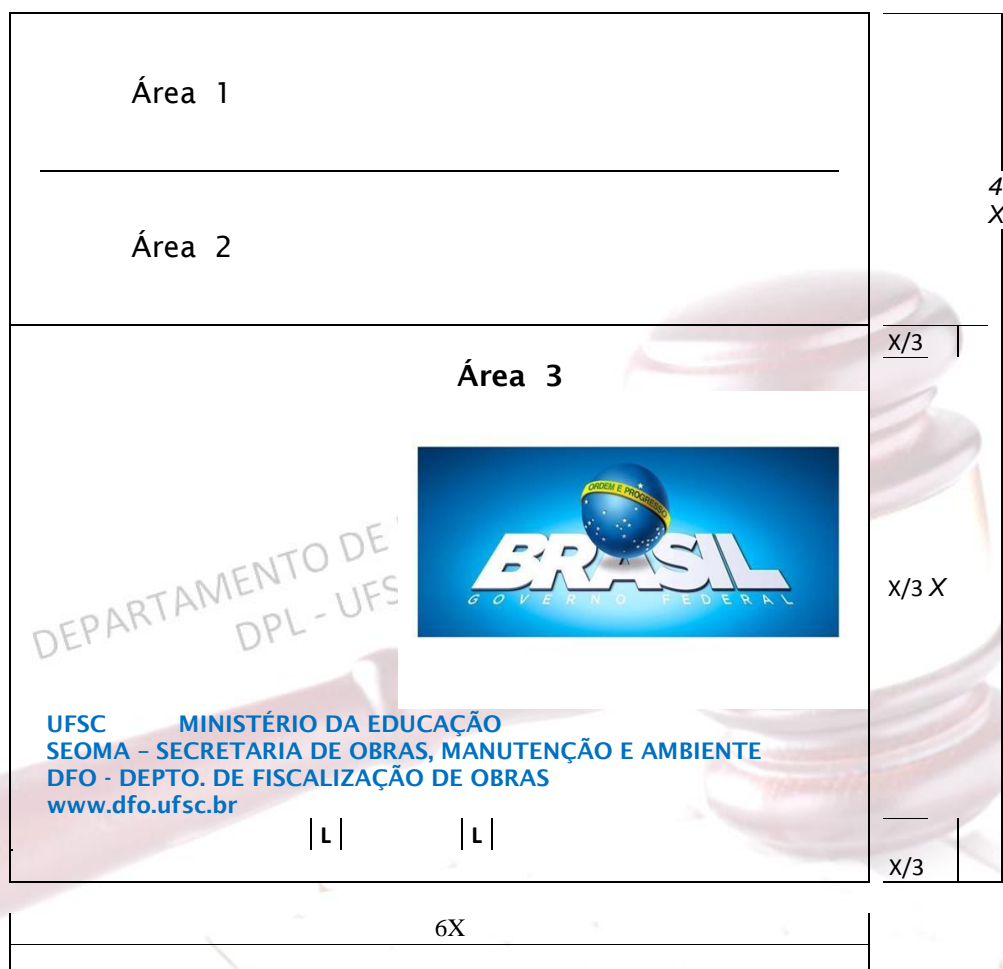 Área 1
4
X
Área 2
X/3
Área 3
ORDEM E PROGRESSO
BRASIL
GOVERNO FEDERAL
DEPARTAMENTO DE
DPL - UFS
X/3 X
UFSC MINISTÉRIO DA EDUCAÇÃO
SEOMA – SECRETARIA DE OBRAS, MANUTENÇÃO E AMBIENTE
DFO - DEPTO. DE FISCALIZAÇÃO DE OBRAS
www.dfo.ufsc.br
L L
X/3
6X